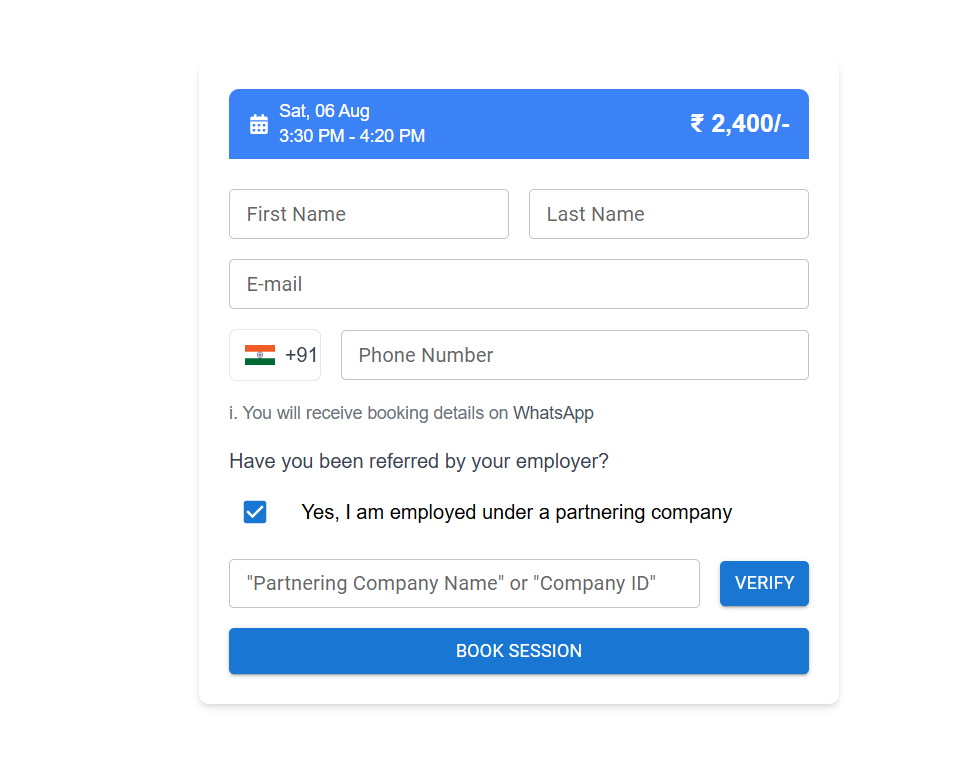 Sat, 06 Aug
3:30 PM - 4:20 PM
₹ 2,400/-
First Name
Last Name
E-mail
+91
Phone Number
i. You will receive booking details on WhatsApp
Have you been referred by your employer?
Yes, I am employed under a partnering company
"Partnering Company Name" or "Company ID"
VERIFY
BOOK SESSION